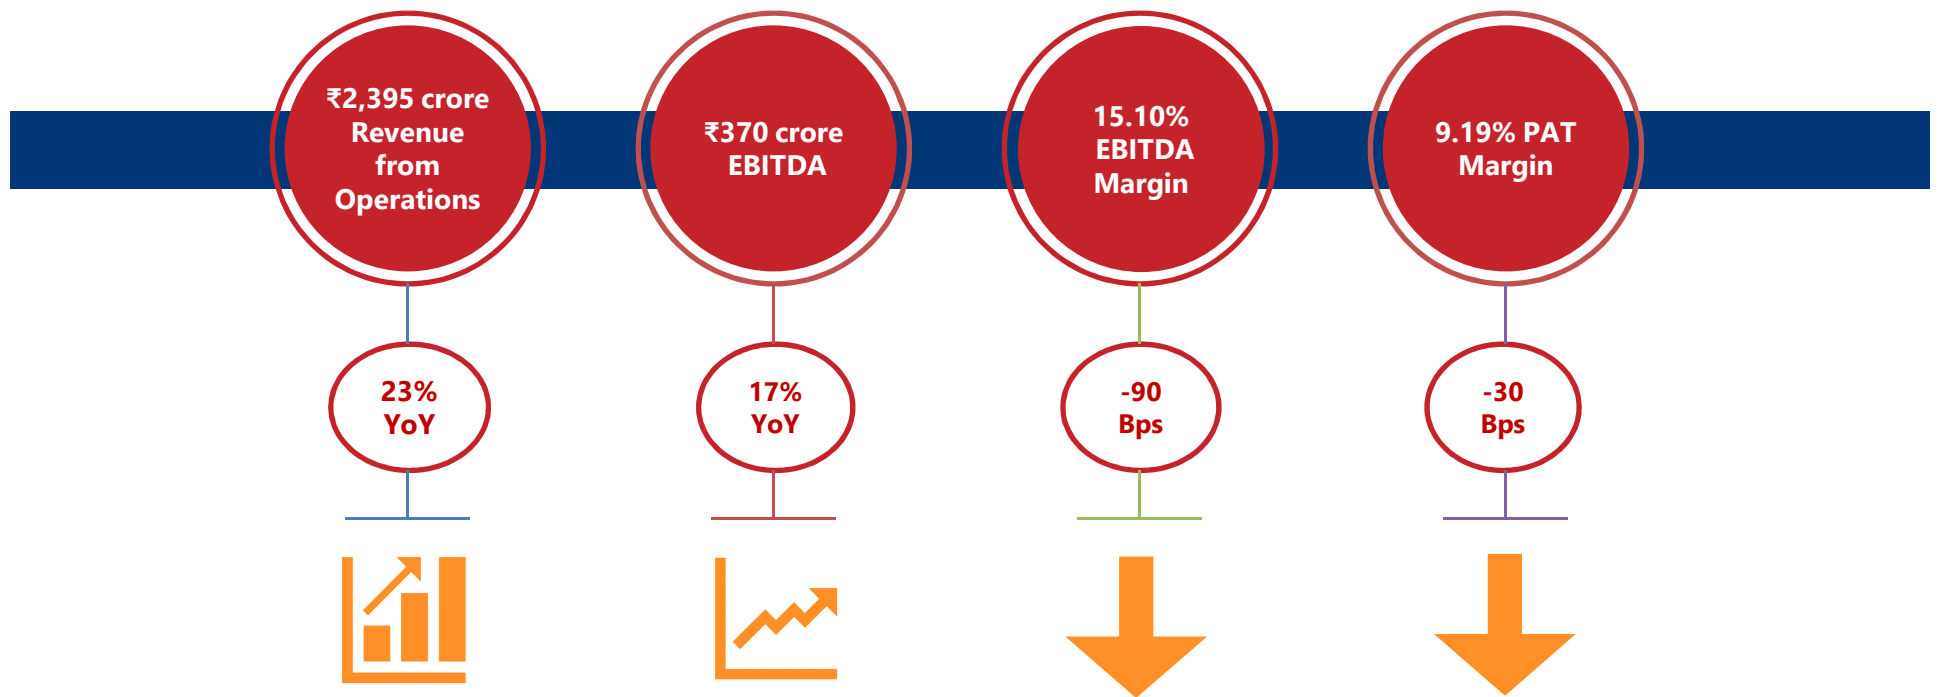 ₹2,395 crore
Revenue
from
Operations
₹370 crore
EBITDA
15.10%
EBITDA
Margin
9.19% PAT
Margin
23%
YoY
17%
YoY
-90
Bps
-30
Bps